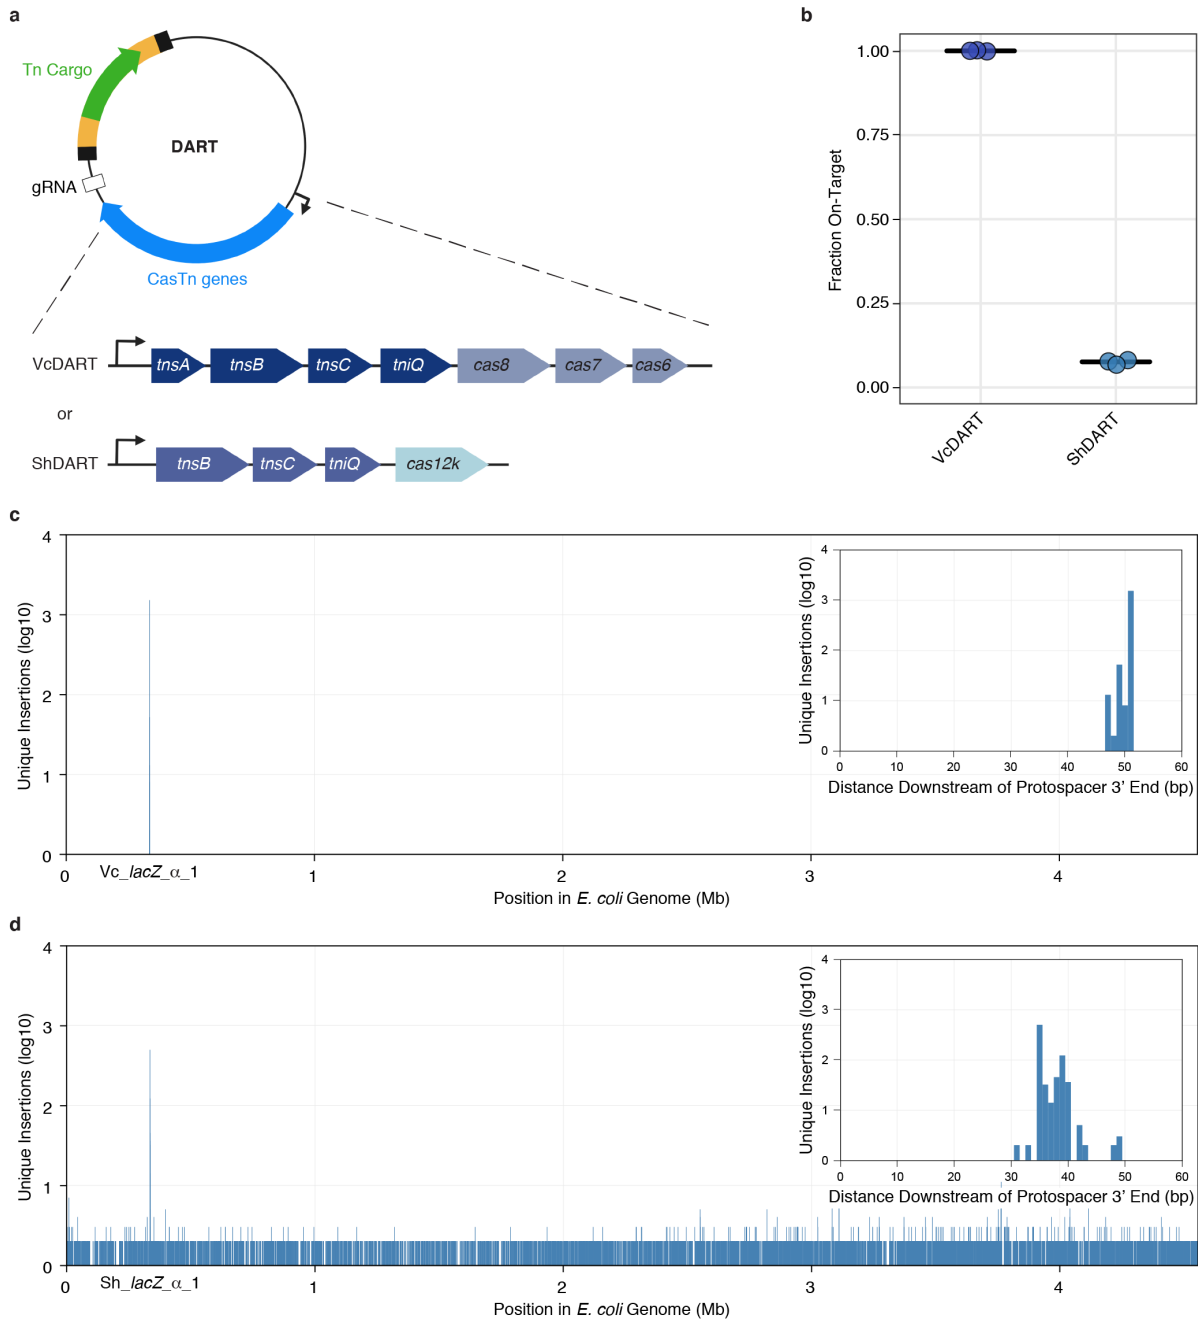 a
Tn Cargo
DART
gRNA
CasTn genes
VcDART
tnsA
tnsB
tnsC
tniQ
cas8
cas7
cas6
or
ShDART
tnsB
tnsC
tniQ
cas12k
b
1.00
0.75
0.50
0.25
0.00
Fraction On-Target
VcDART
ShDART
c
4
3
2
1
0
Unique Insertions (log10)
0
1
2
3
4
Vc_lacZ_α_1
Position in E. coli Genome (Mb)
4
3
2
1
0
Unique Insertions (log10)
0 10 20 30 40 50 60
Distance Downstream of Protospacer 3’ End (bp)
d
4
3
2
1
0
Unique Insertions (log10)
0
1
2
3
4
Sh_lacZ_α_1
Position in E. coli Genome (Mb)
4
3
2
1
0
Unique Insertions (log10)
0 10 20 30 40 50 60
Distance Downstream of Protospacer 3’ End (bp)